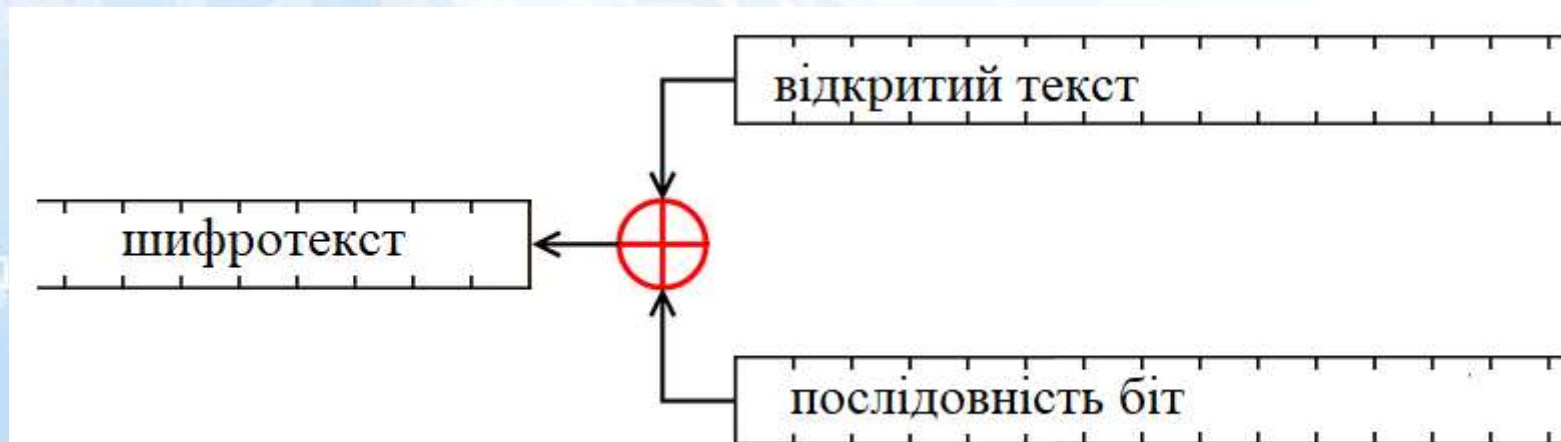 відкритий текст
шифротекст
послідовність біт